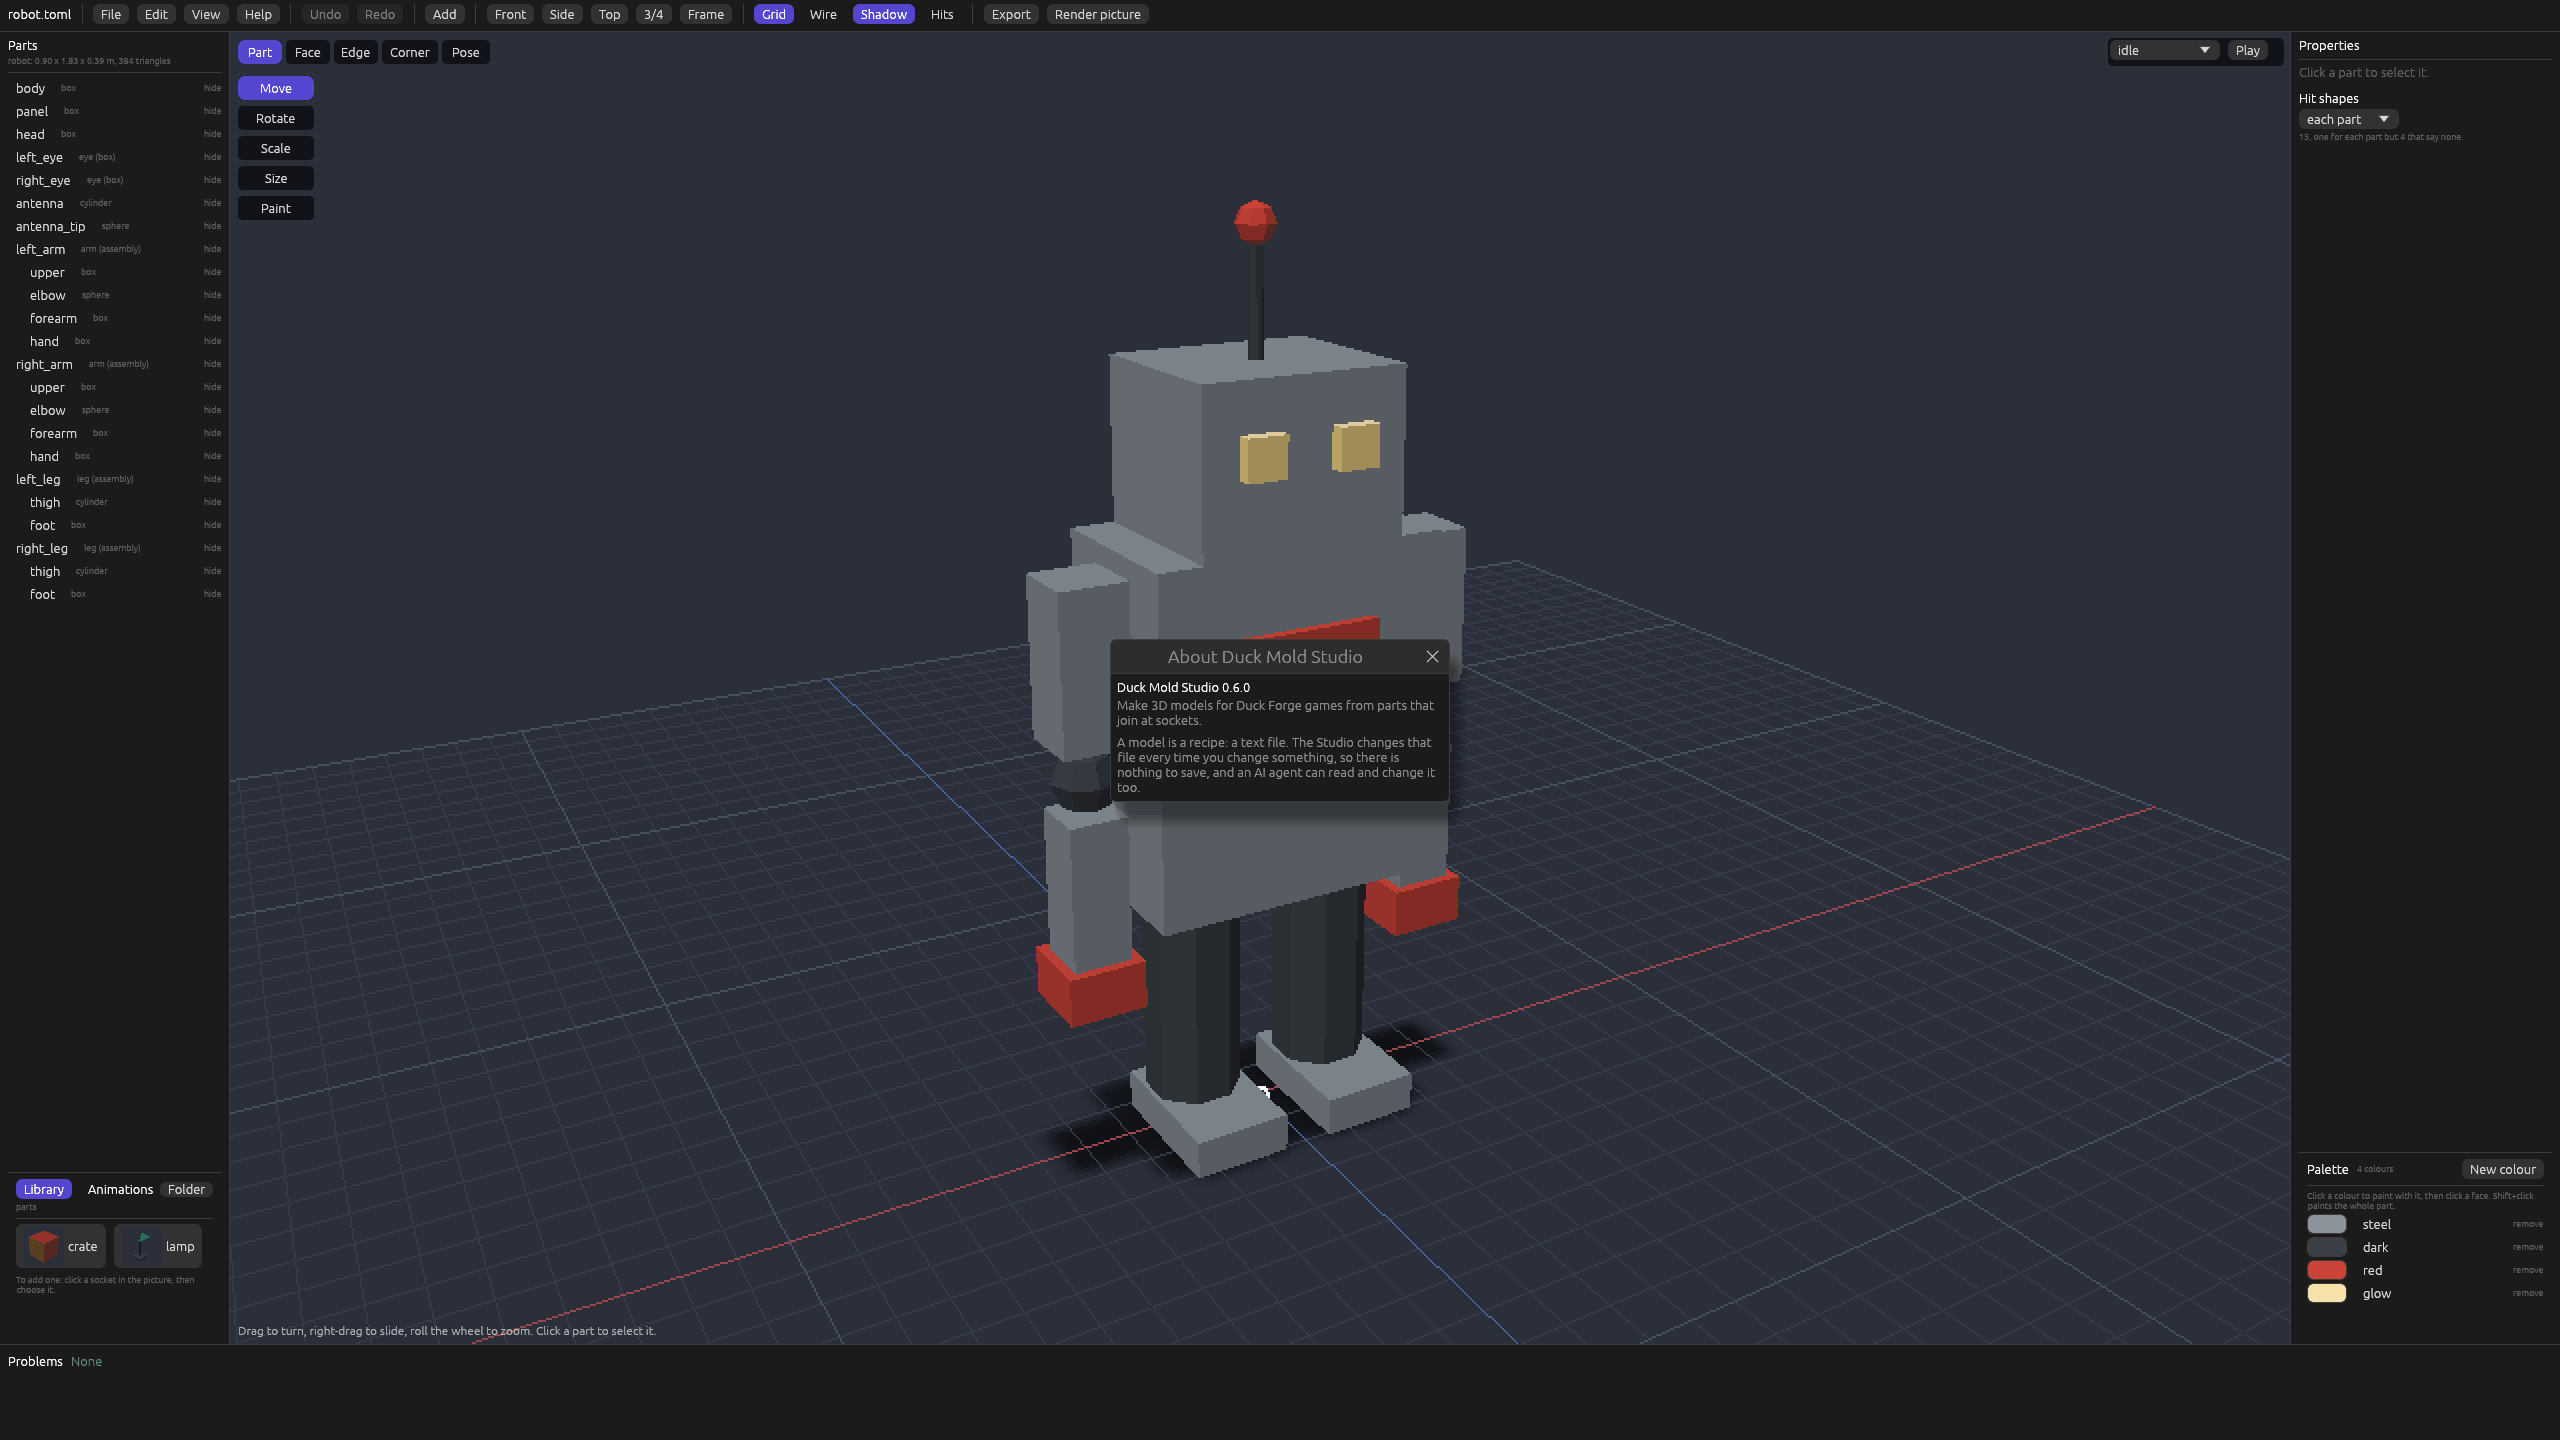 robot.toml File Edit View Help Undo Redo Add Front Side Top 3/4 Frame Grid Wire Shadow Hits Export Render picture
Parts
robot: 0.90 x 1.83 x 0.39 m, 384 triangles
body box hide
panel box hide
head box hide
left_eye eye (box) hide
right_eye eye (box) hide
antenna cylinder hide
antenna_tip sphere hide
left_arm arm (assembly) hide
upper box hide
elbow sphere hide
forearm box hide
hand box hide
right_arm arm (assembly) hide
upper box hide
elbow sphere hide
forearm box hide
hand box hide
left_leg leg (assembly) hide
thigh cylinder hide
foot box hide
right_leg leg (assembly) hide
thigh cylinder hide
foot box hide
Library Animations Folder
parts
crate lamp
To add one: click a socket in the picture, then
choose it.
Part Face Edge Corner Pose
Move
Rotate
Scale
Size
Paint
idle Play
About Duck Mold Studio
Duck Mold Studio 0.6.0
Make 3D models for Duck Forge games from parts that
join at sockets.
A model is a recipe: a text file. The Studio changes that
file every time you change something, so there is
nothing to save, and an AI agent can read and change it
too.
Drag to turn, right-drag to slide, roll the wheel to zoom. Click a part to select it.
Properties
Click a part to select it.
Hit shapes
each part
15, one for each part but 4 that say none.
Palette 4 colours New colour
Click a colour to paint with it, then click a face. Shift+click
paints the whole part.
steel remove
dark remove
red remove
glow remove
Problems None